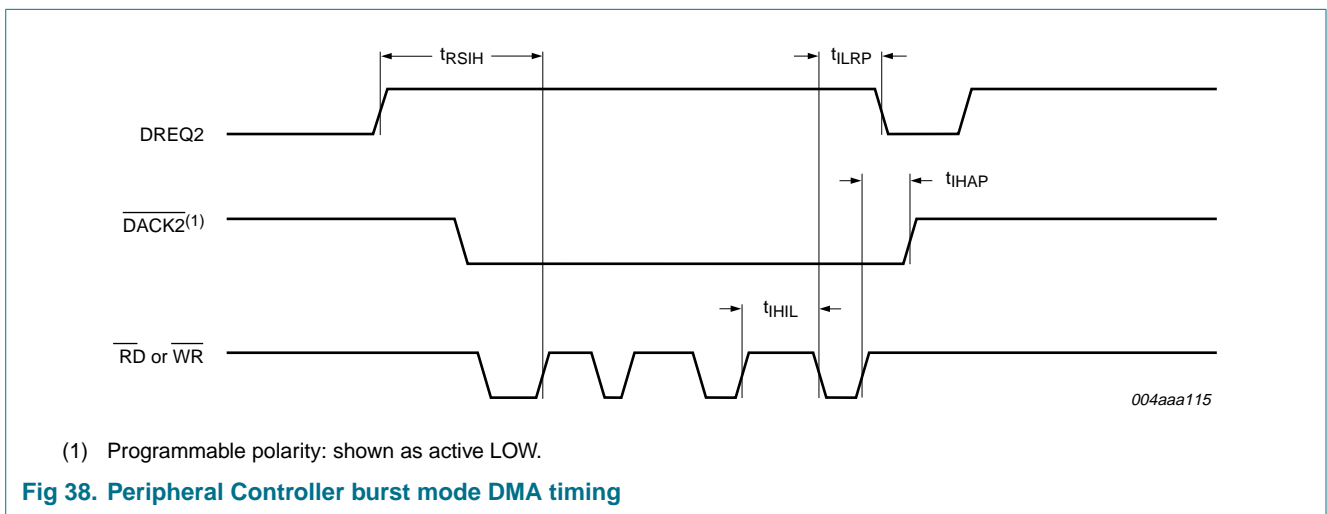 tRSIH
tILRP
DREQ2
tIHAP
DACK2(1)
tIHIL
RD or WR
004aaa115
(1) Programmable polarity: shown as active LOW.
Fig 38. Peripheral Controller burst mode DMA timing